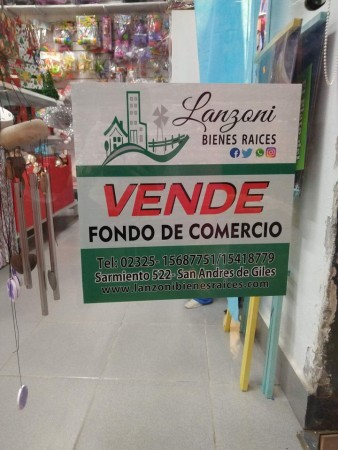 Lanzoni
BIENES RAICES
VENDE
FONDO DE COMERCIO
Tel: 02325- 15687751/15418779
Sarmiento 522- San Andres de Giles
www.lanzonibienesraices.com